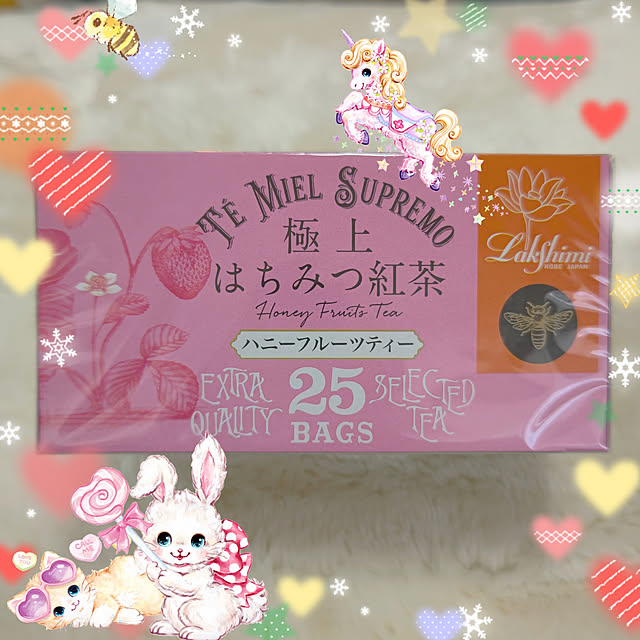 TÉ MIEL SUPREMO
極上
はちみつ紅茶
Honey Fruits Tea
ハニーフルーツティー
EXTRA QUALITY
25 BAGS
SELECTED TEA
Lakshimi
KOBE JAPAN